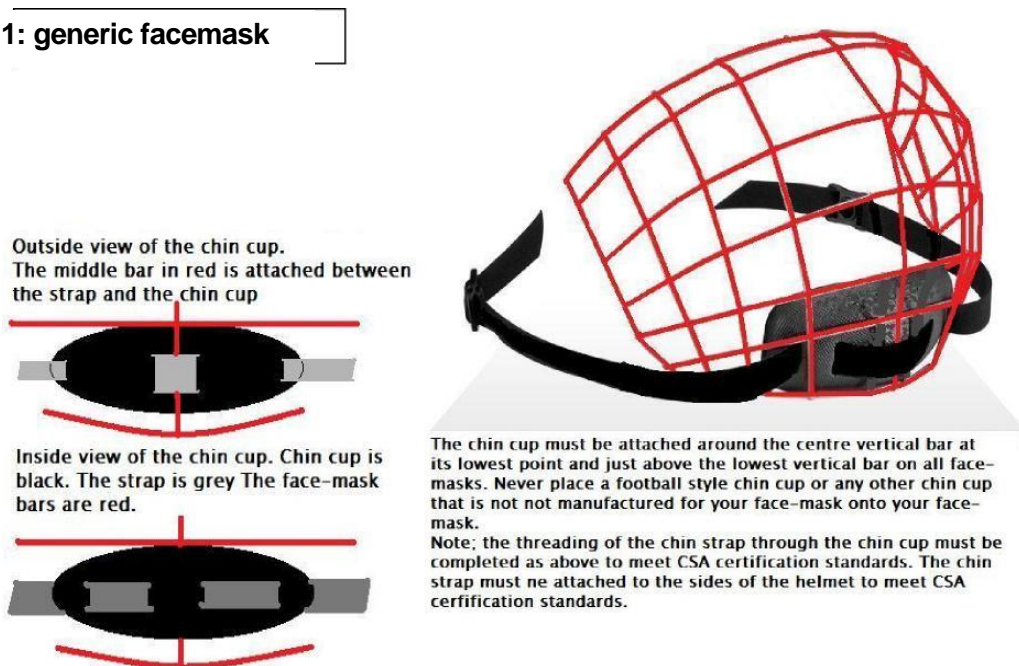 1: generic facemask
Outside view of the chin cup.
The middle bar in red is attached between
the strap and the chin cup
Inside view of the chin cup. Chin cup is
black. The strap is grey The face-mask
bars are red.
The chin cup must be attached around the centre vertical bar at
its lowest point and just above the lowest vertical bar on all face-
masks. Never place a football style chin cup or any other chin cup
that is not not manufactured for your face-mask onto your face-
mask.
Note; the threading of the chin strap through the chin cup must be
completed as above to meet CSA certification standards. The chin
strap must ne attached to the sides of the helmet to meet CSA
cerfification standards.